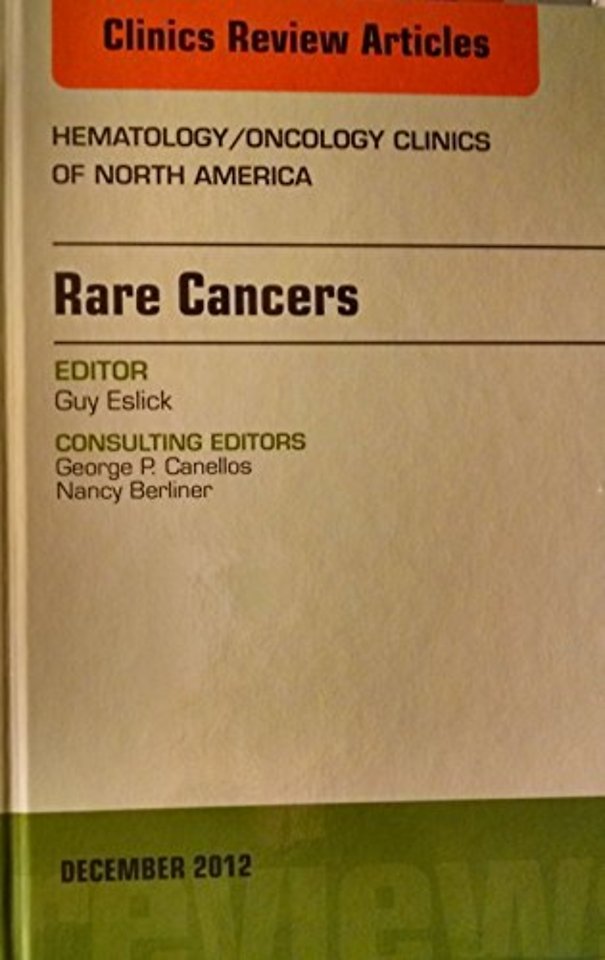 Clinics Review Articles
HEMATOLOGY/ONCOLOGY CLINICS
OF NORTH AMERICA
Rare Cancers
EDITOR
Guy Eslick
CONSULTING EDITORS
George P. Canellos
Nancy Berliner
DECEMBER 2012
review